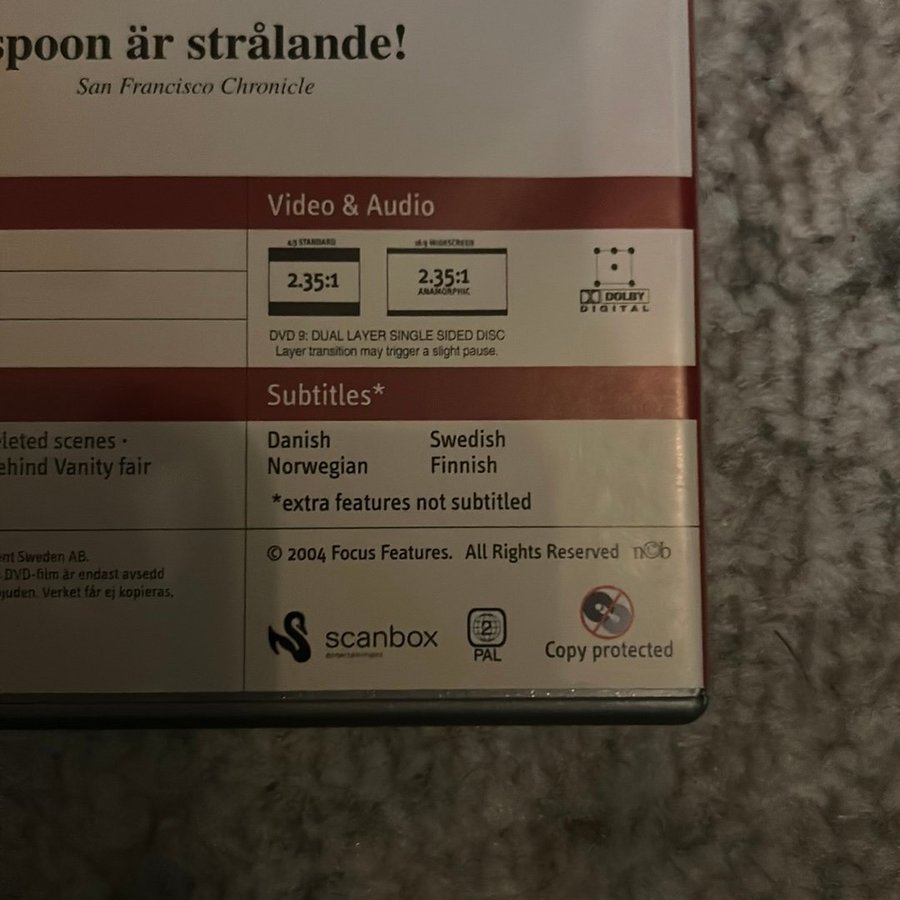 spoon är strålande!
San Francisco Chronicle
Video & Audio
4:3 STANDARD
2.35:1
16:9 WIDESCREEN
2.35:1
ANAMORPHIC
DOLBY
DIGITAL
DVD 9: DUAL LAYER SINGLE SIDED DISC
Layer transition may trigger a slight pause.
Subtitles*
leted scenes ·
ehind Vanity fair
Danish Swedish
Norwegian Finnish
*extra features not subtitled
nt Sweden AB.
DVD-film är endast avsedd
juden. Verket får ej kopieras.
© 2004 Focus Features. All Rights Reserved n©b
scanbox
entertainment
2
PAL
Copy protected